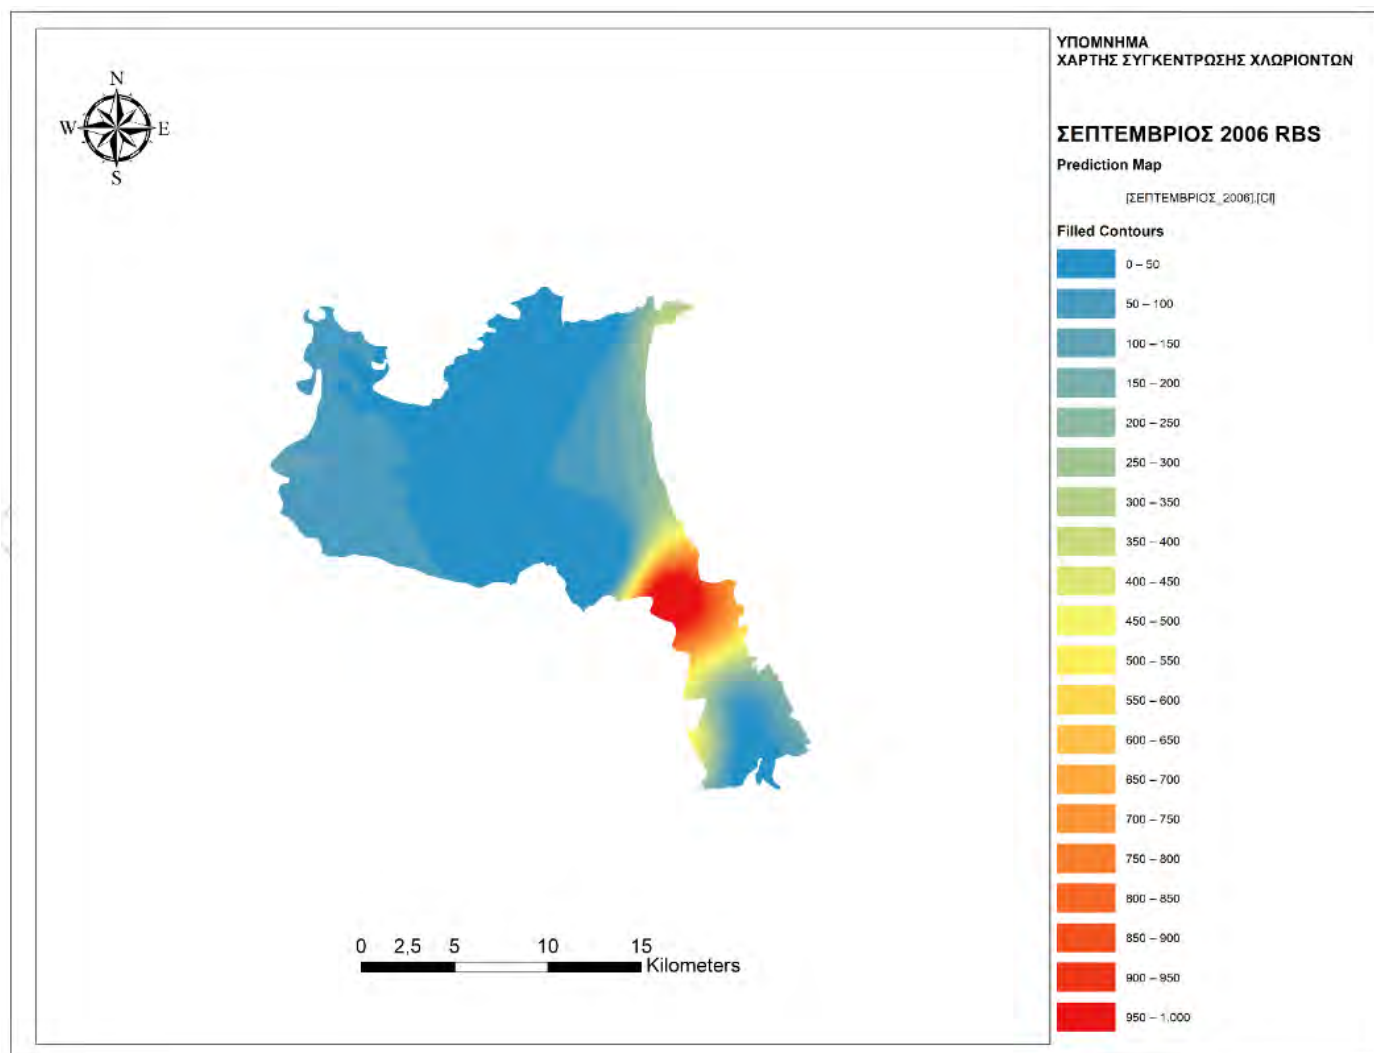 ΥΠΟΜΝΗΜΑ
ΧΑΡΤΗΣ ΣΥΓΚΕΝΤΡΩΣΗΣ ΧΛΩΡΙΟΝΤΩΝ
N
W E
S
ΣΕΠΤΕΜΒΡΙΟΣ 2006 RBS
Prediction Map
[ΣΕΠΤΕΜΒΡΙΟΣ_2006].[Cl]
Filled Contours
0 – 50
50 – 100
100 – 150
150 – 200
200 – 250
250 – 300
300 – 350
350 – 400
400 – 450
450 – 500
500 – 550
550 – 600
600 – 650
650 – 700
700 – 750
750 – 800
800 – 850
850 – 900
900 – 950
950 – 1.000
0 2,5 5 10 15
Kilometers